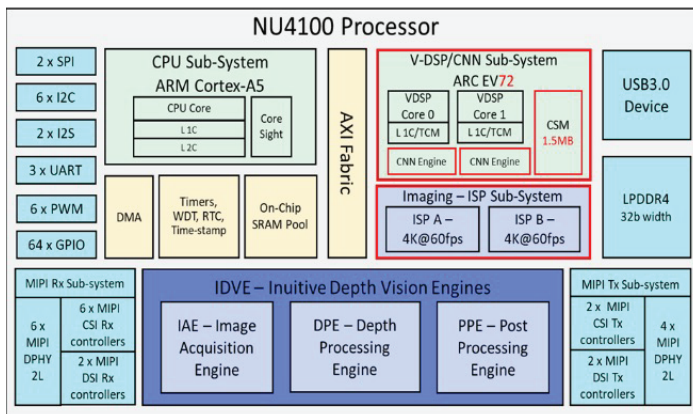 NU4100 Processor
2 x SPI
6 x I2C
2 x I2S
3 x UART
6 x PWM
64 x GPIO
CPU Sub-System
ARM Cortex-A5
CPU Core
L 1C
L 2C
Core
Sight
DMA
Timers,
WDT, RTC,
Time-stamp
On-Chip
SRAM Pool
AXI Fabric
V-DSP/CNN Sub-System
ARC EV72
VDSP
Core 0
L 1C/TCM
CNN Engine
VDSP
Core 1
L 1C/TCM
CNN Engine
CSM
1.5MB
Imaging – ISP Sub-System
ISP A –
4K@60fps
ISP B –
4K@60fps
USB3.0
Device
LPDDR4
32b width
MIPI Rx Sub-system
6 x
MIPI
DPHY
2L
6 x MIPI
CSI Rx
controllers
2 x MIPI
DSI Rx
controllers
IDVE – Inuitive Depth Vision Engines
IAE – Image
Acquisition
Engine
DPE – Depth
Processing
Engine
PPE – Post
Processing
Engine
MIPI Tx Sub-system
2 x MIPI
CSI Tx
controllers
2 x MIPI
DSI Tx
controllers
4 x
MIPI
DPHY
2L